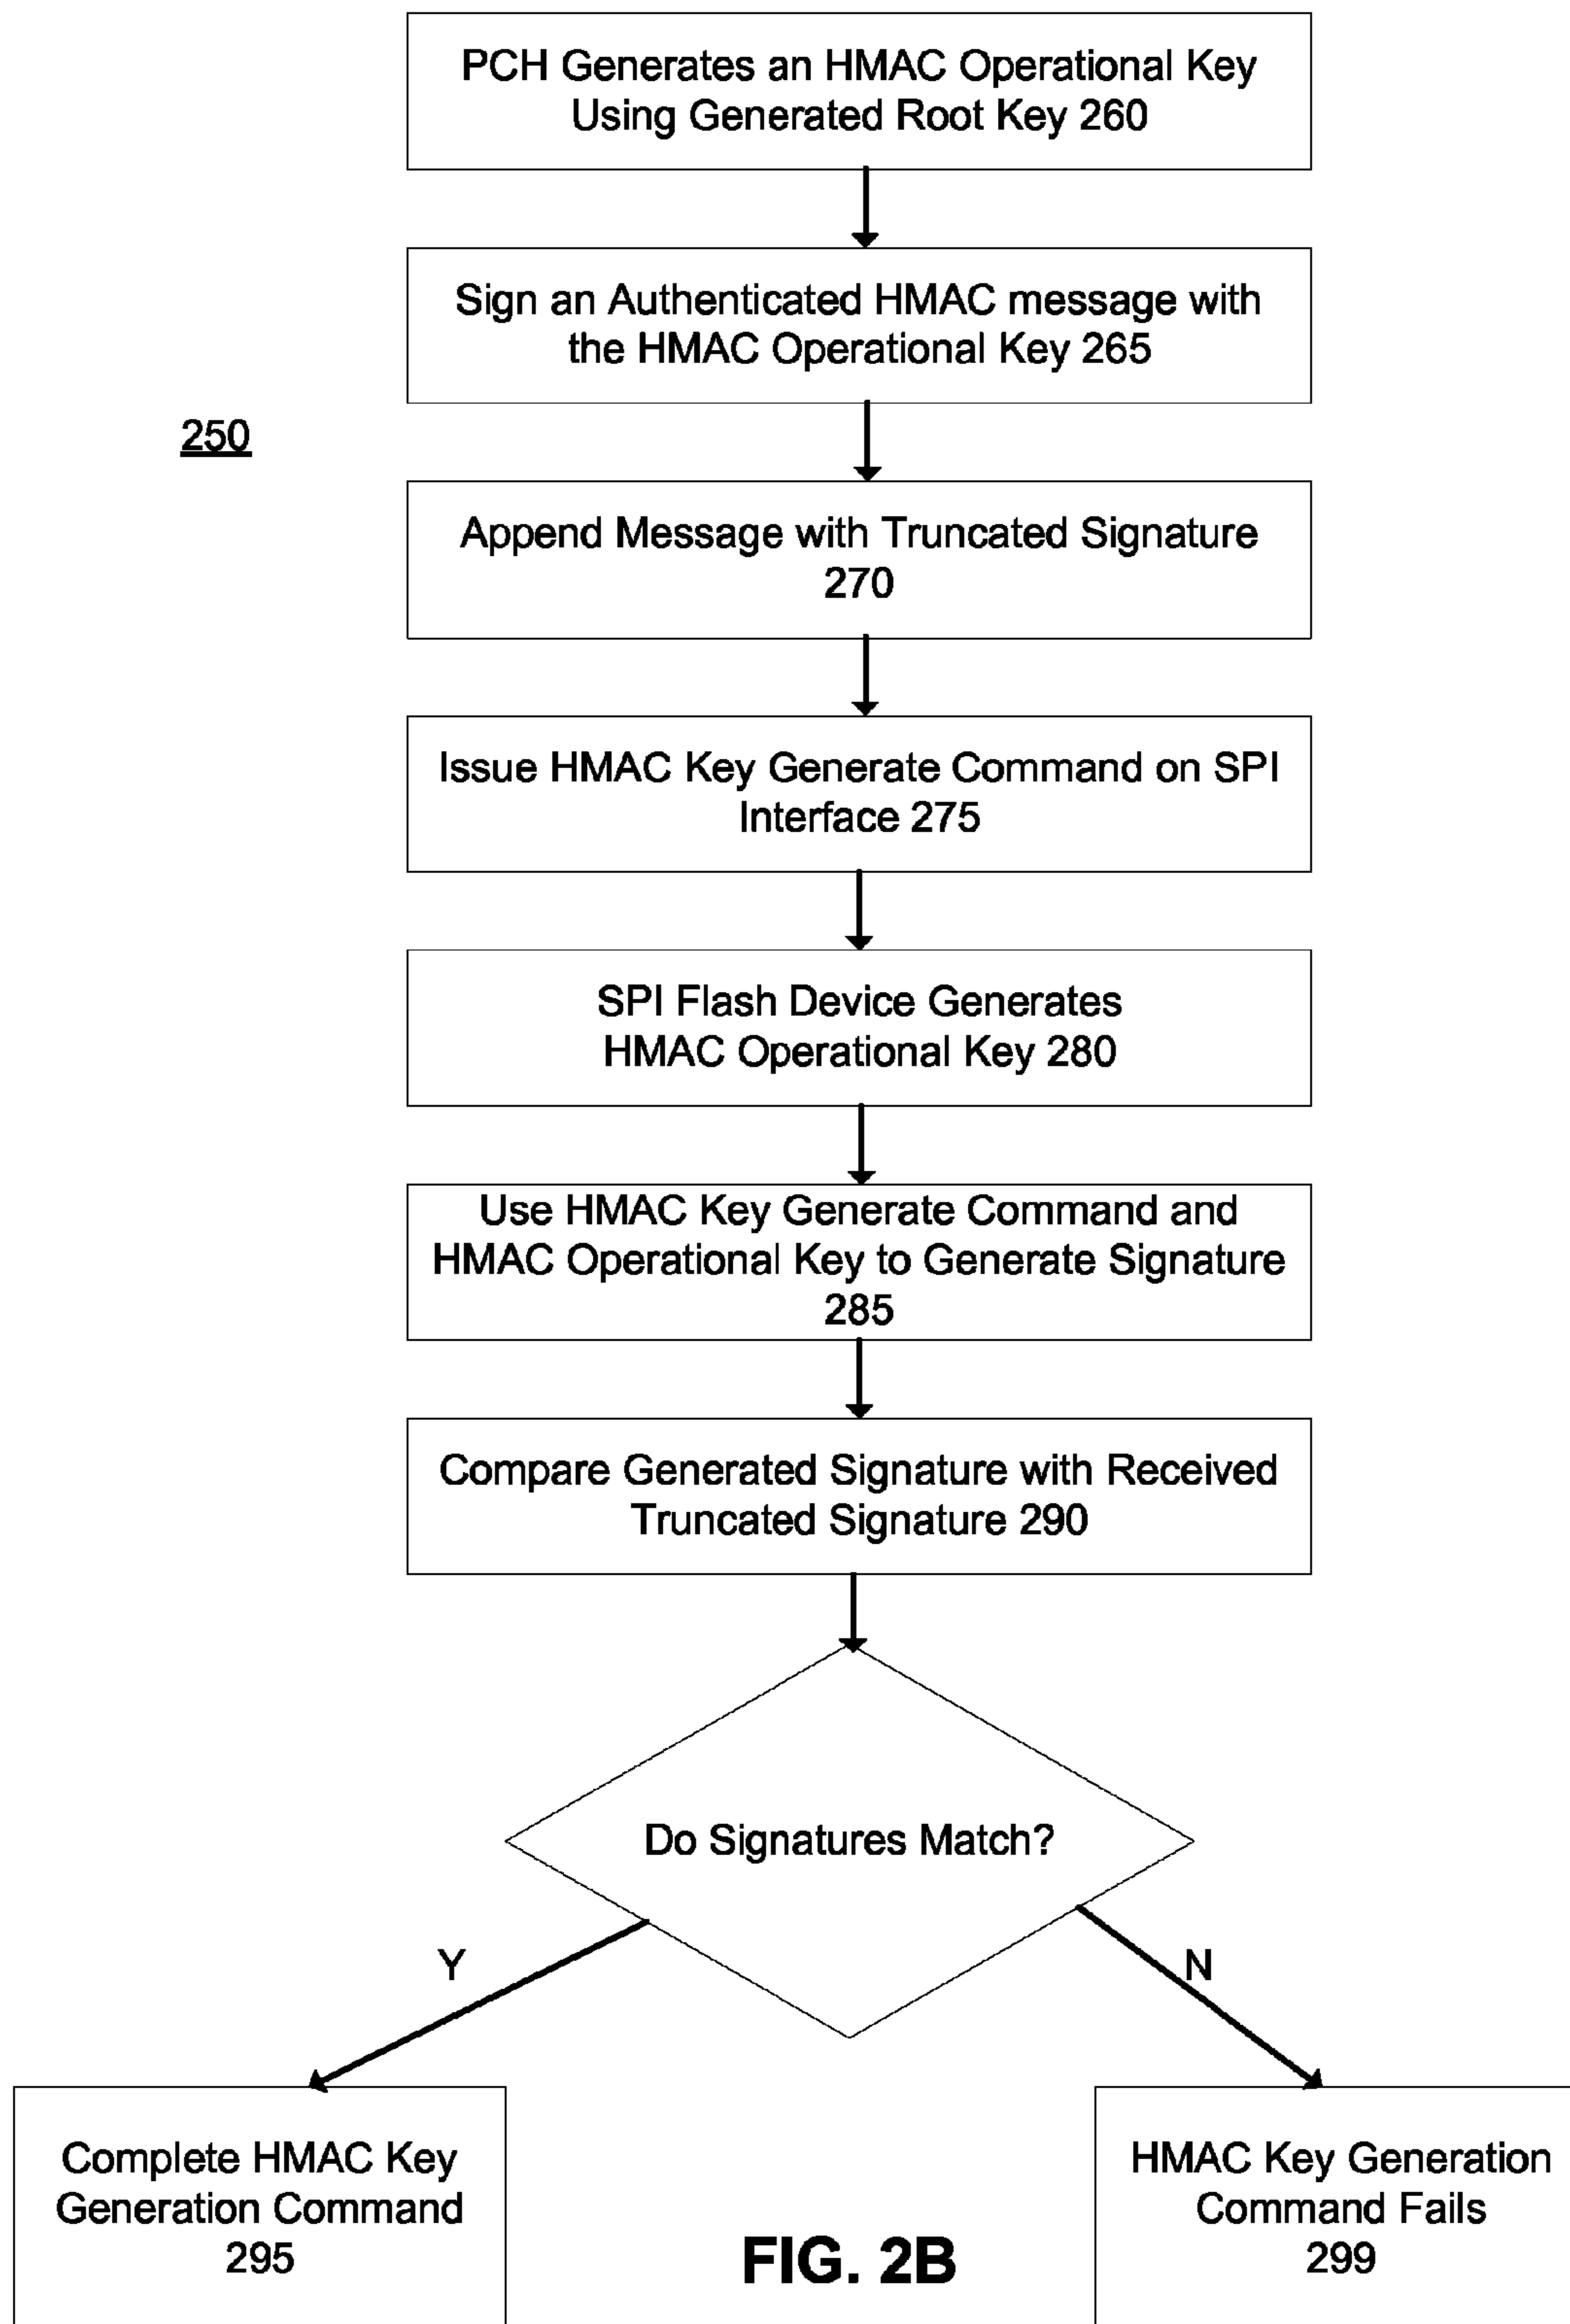 PCH Generates an HMAC Operational Key
Using Generated Root Key 260
Sign an Authenticated HMAC message with
the HMAC Operational Key 265
250
Append Message with Truncated Signature
270
Issue HMAC Key Generate Command on SPI
Interface 275
SPI Flash Device Generates
HMAC Operational Key 280
Use HMAC Key Generate Command and
HMAC Operational Key to Generate Signature
285
Compare Generated Signature with Received
Truncated Signature 290
Do Signatures Match?
Y
N
Complete HMAC Key
Generation Command
295
HMAC Key Generation
Command Fails
299
FIG. 2B